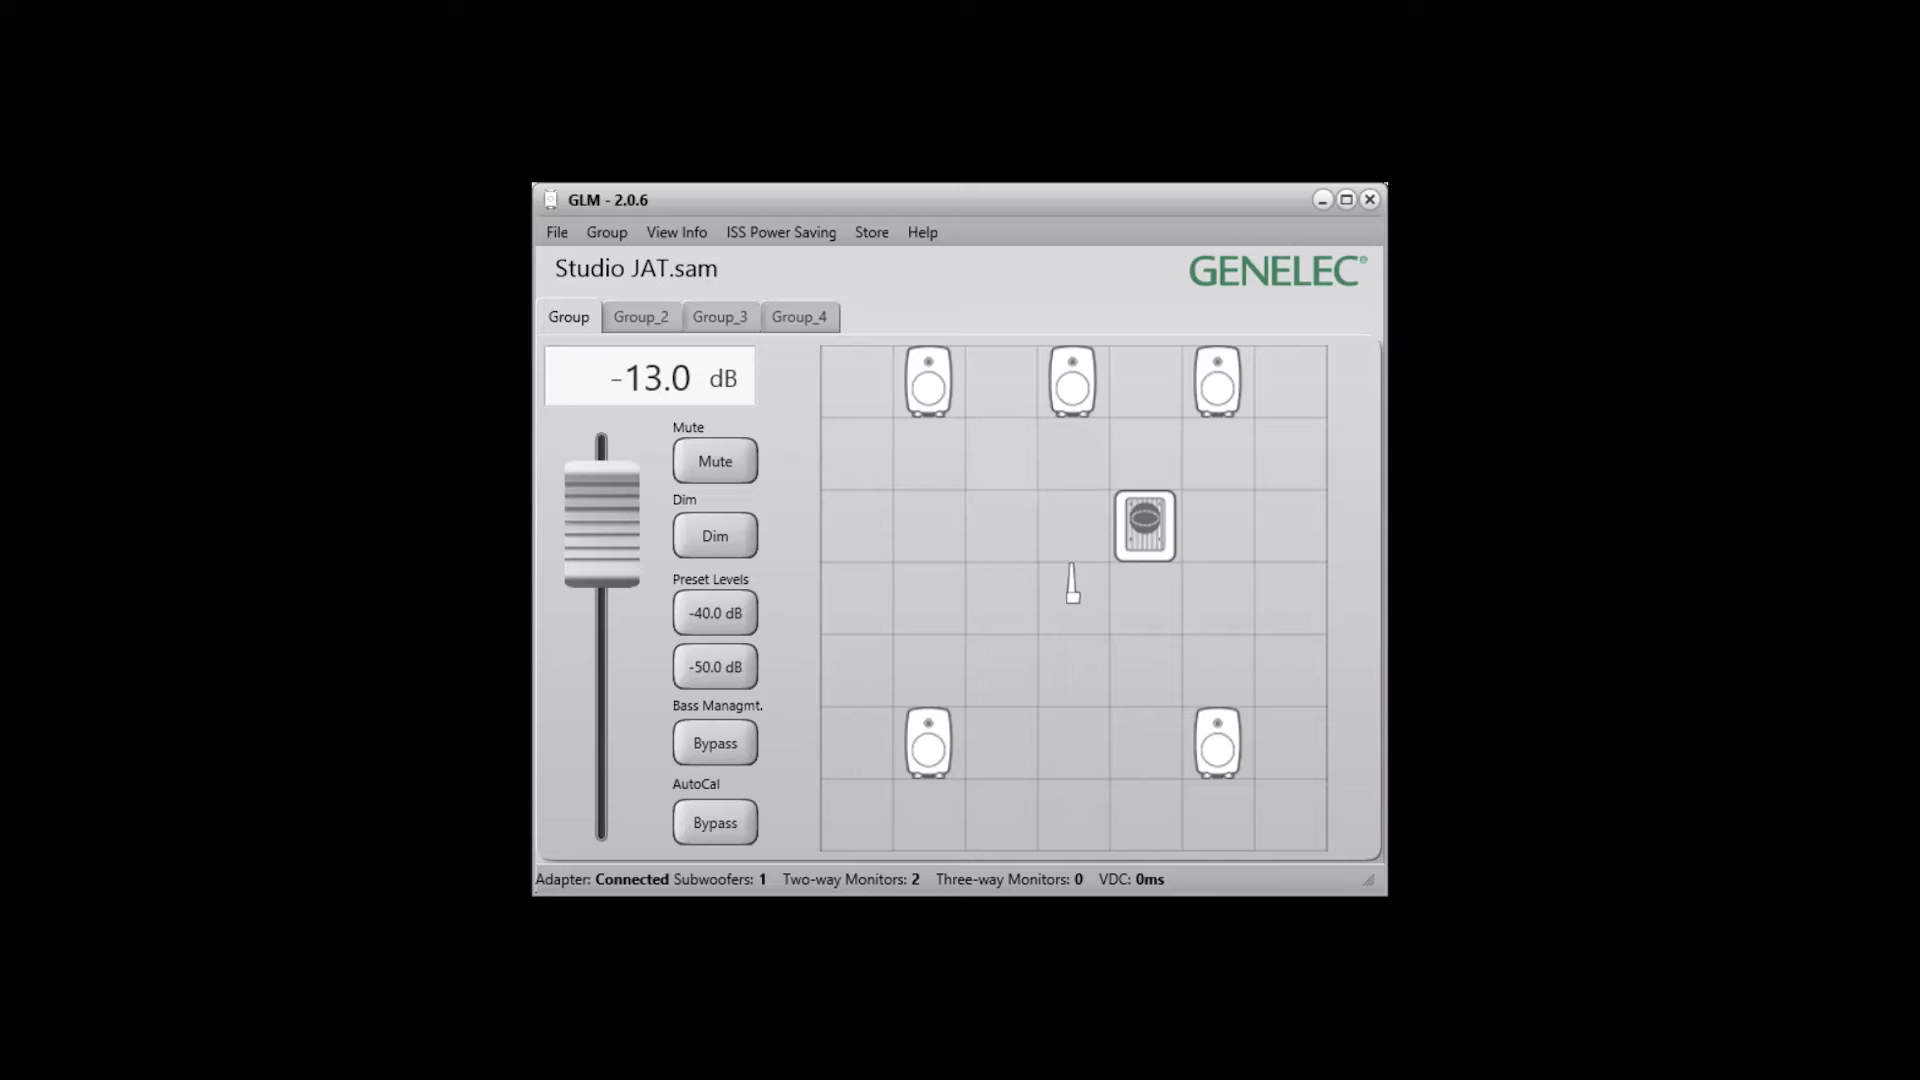 GLM - 2.0.6
File Group View Info ISS Power Saving Store Help
Studio JAT.sam
GENELEC®
Group Group_2 Group_3 Group_4
-13.0 dB
Mute
Mute
Dim
Dim
Preset Levels
-40.0 dB
-50.0 dB
Bass Managmt.
Bypass
AutoCal
Bypass
Adapter: Connected Subwoofers: 1 Two-way Monitors: 2 Three-way Monitors: 0 VDC: 0ms